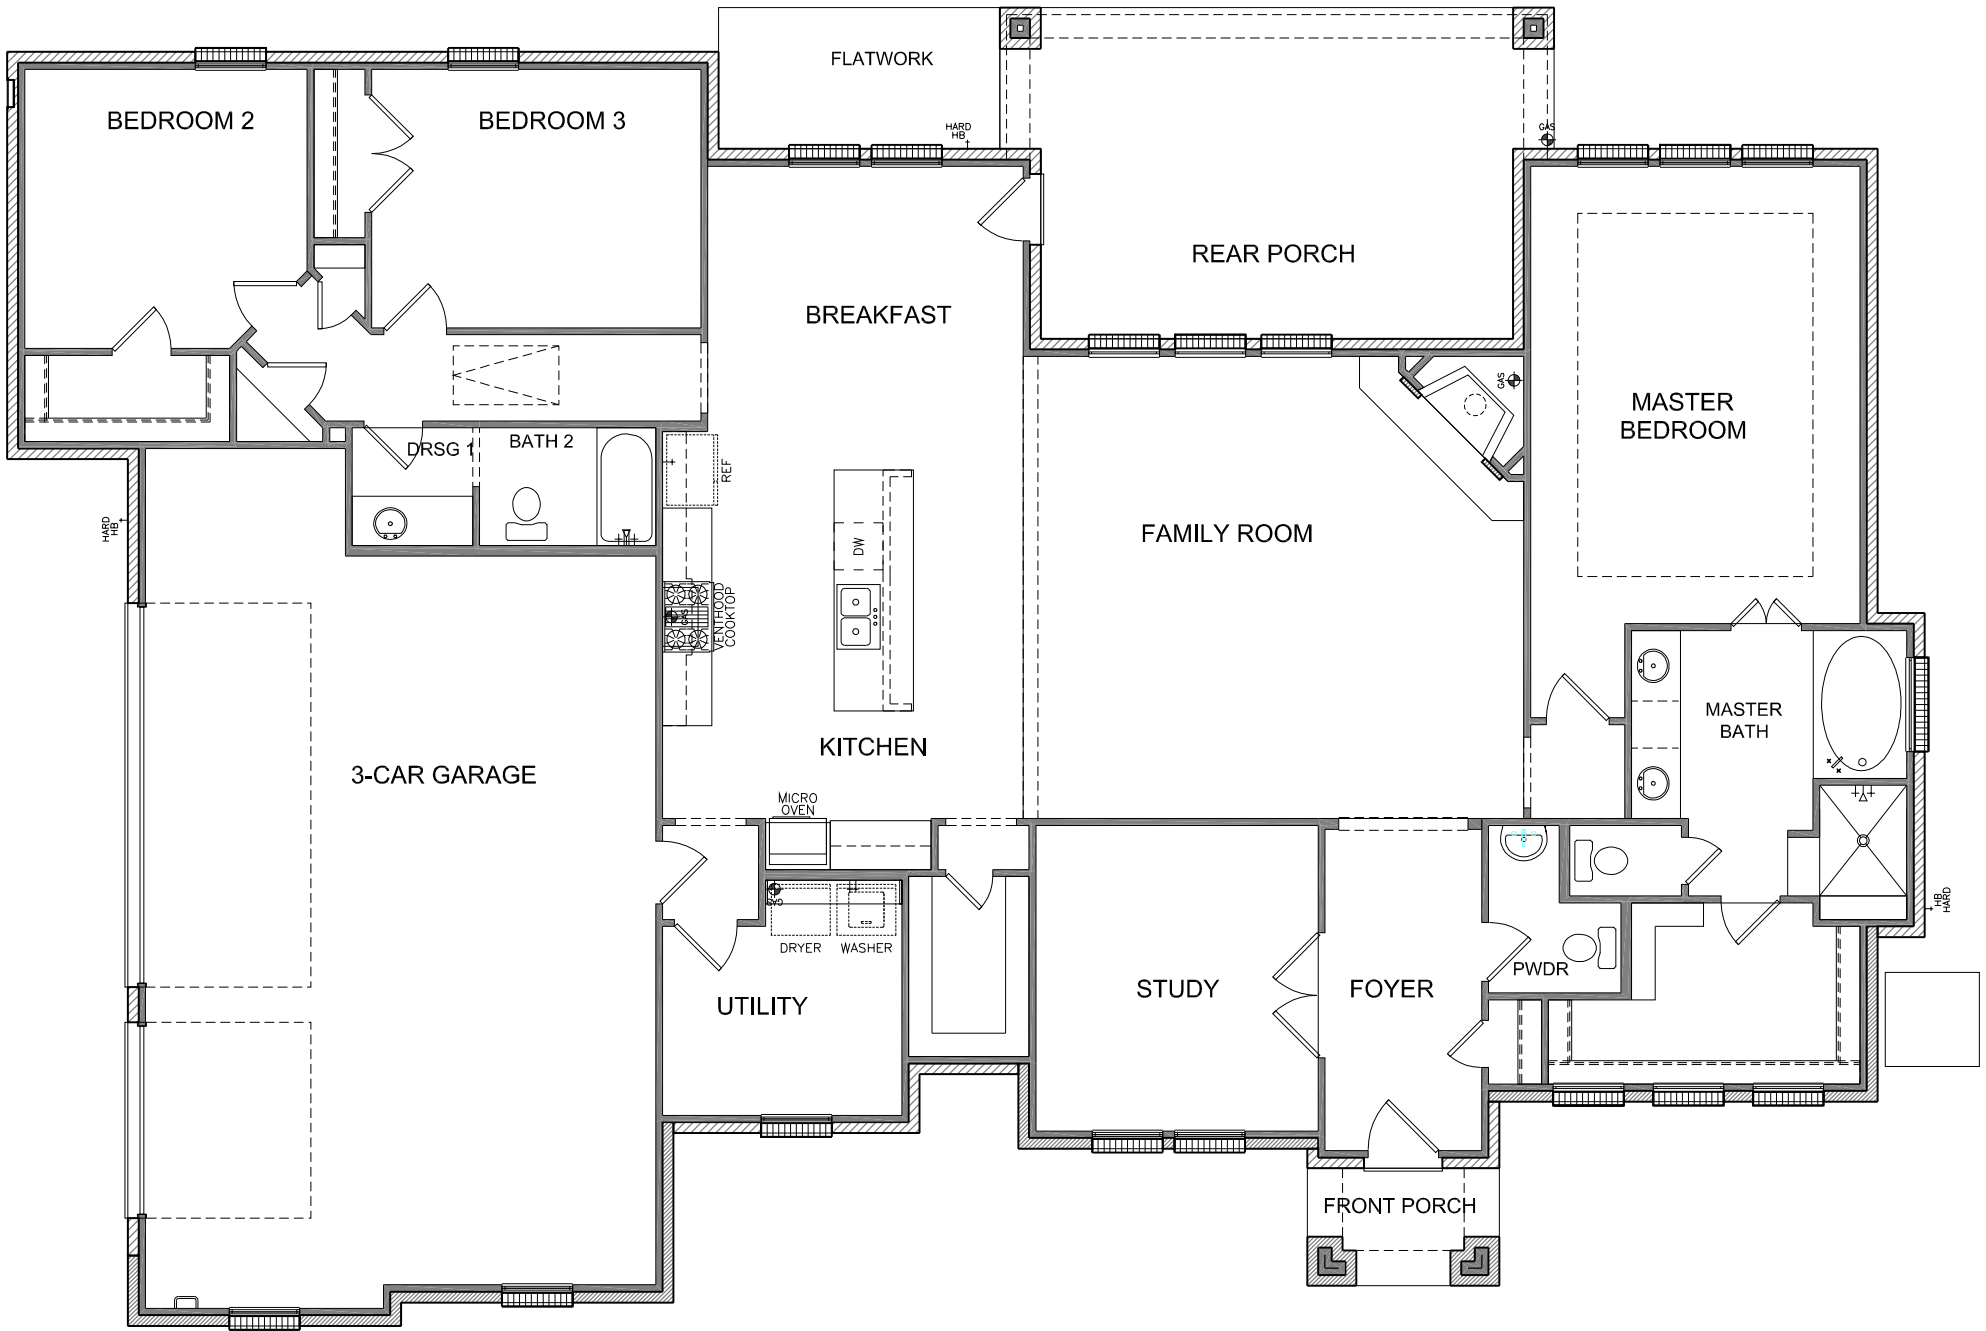 FLATWORK
BEDROOM 2
BEDROOM 3
HARD
HB
GAS
REAR PORCH
BREAKFAST
GAS
MASTER
BEDROOM
DRSG 1
BATH 2
REF
HARD
HB
FAMILY ROOM
DW
GAS
VENTHOOD
COOKTOP
MASTER
BATH
KITCHEN
3-CAR GARAGE
MICRO
OVEN
GAS
HB
HARD
DRYER
WASHER
PWDR
STUDY
FOYER
UTILITY
FRONT PORCH